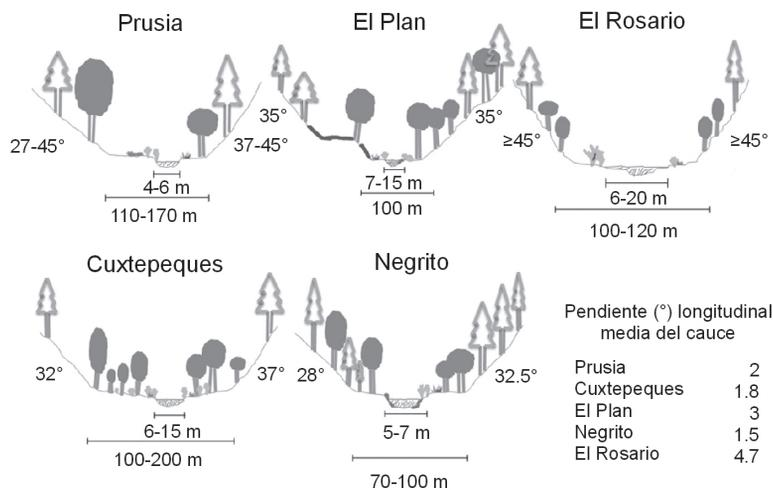 Prusia
El Plan
El Rosario
27-45°
37-45°
4-6 m
110-170 m
35°
35°
7-15 m
100 m
≥45°
≥45°
6-20 m
100-120 m
Cuxtepeques
Negrito
32°
37°
6-15 m
100-200 m
28°
32.5°
5-7 m
70-100 m
Pendiente (°) longitudinal
media del cauce
Prusia 2
Cuxtepeques 1.8
El Plan 3
Negrito 1.5
El Rosario 4.7